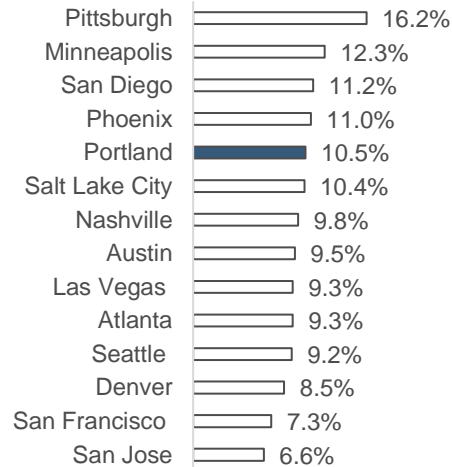 Pittsburgh 16.2%
Minneapolis 12.3%
San Diego 11.2%
Phoenix 11.0%
Portland 10.5%
Salt Lake City 10.4%
Nashville 9.8%
Austin 9.5%
Las Vegas 9.3%
Atlanta 9.3%
Seattle 9.2%
Denver 8.5%
San Francisco 7.3%
San Jose 6.6%